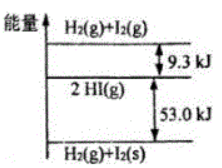 能量
H₂(g)+I₂(g)
9.3 kJ
2 HI(g)
53.0 kJ
H₂(g)+I₂(s)